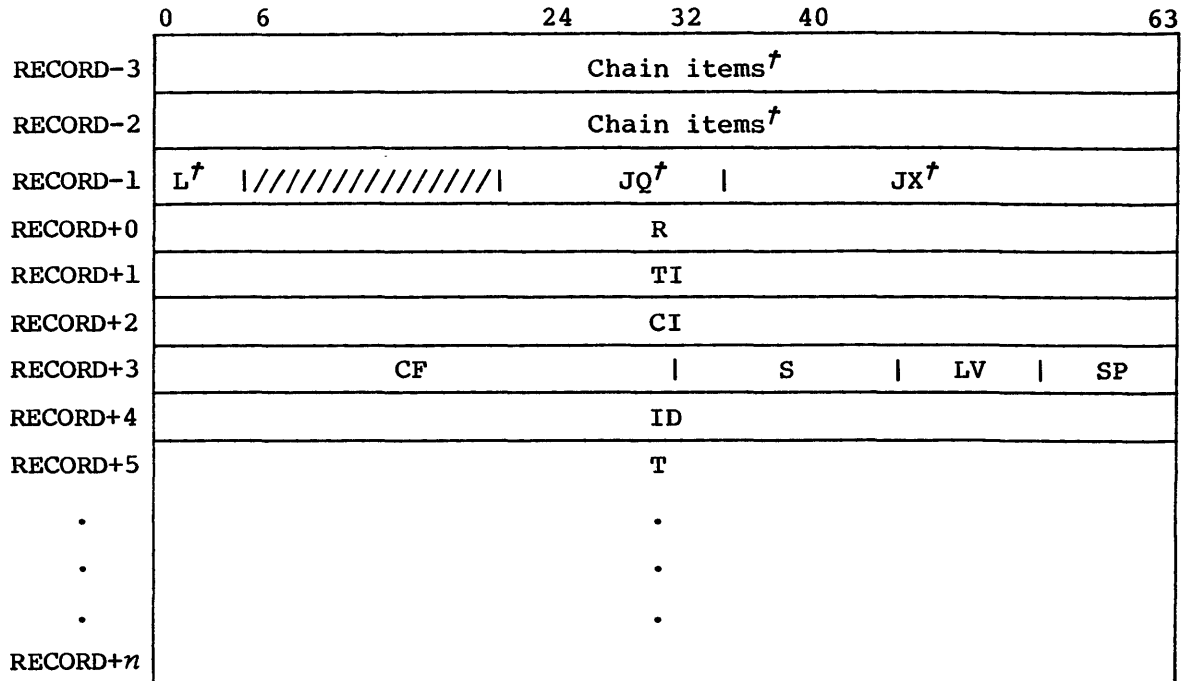 0 6 24 32 40 63
RECORD-3 Chain items†
RECORD-2 Chain items†
RECORD-1 L† |///////////////| JQ† | JX†
RECORD+0 R
RECORD+1 TI
RECORD+2 CI
RECORD+3 CF | S | LV | SP
RECORD+4 ID
RECORD+5 T
. .
. .
. .
RECORD+n